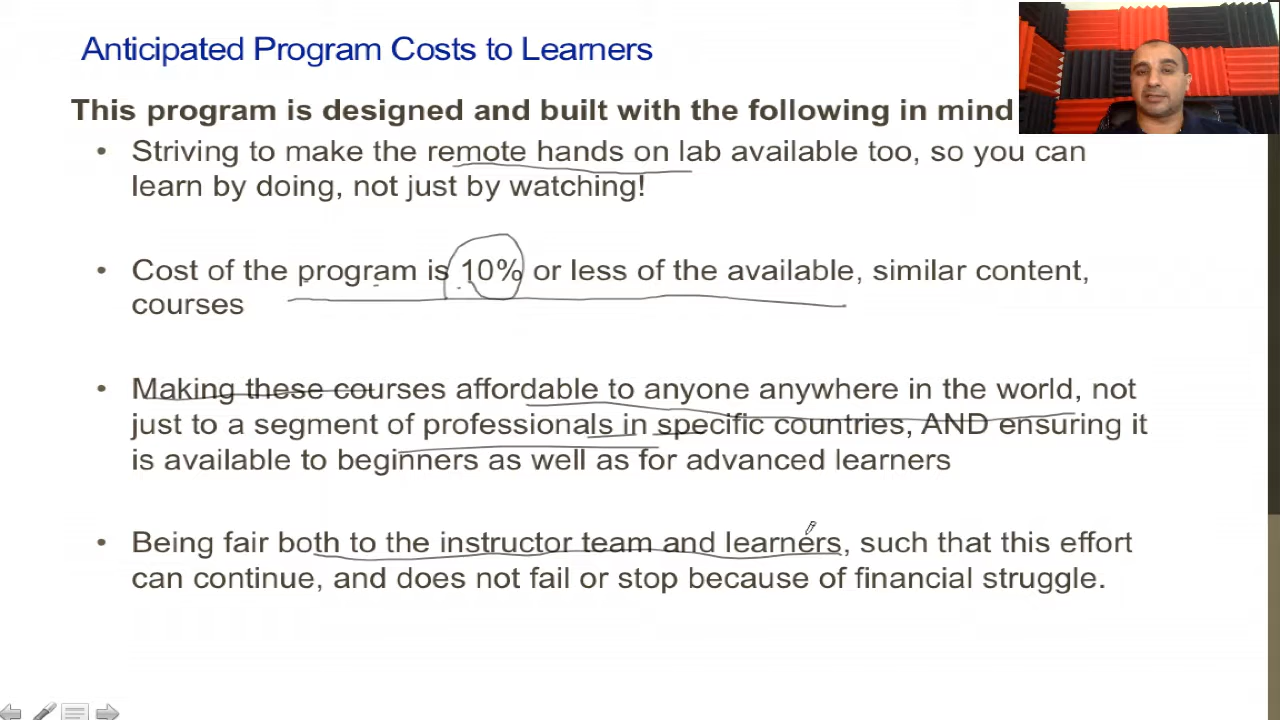 Anticipated Program Costs to Learners
This program is designed and built with the following in mind
• Striving to make the remote hands on lab available too, so you can
learn by doing, not just by watching!
• Cost of the program is 10% or less of the available, similar content,
courses
• Making these courses affordable to anyone anywhere in the world, not
just to a segment of professionals in specific countries, AND ensuring it
is available to beginners as well as for advanced learners
• Being fair both to the instructor team and learners, such that this effort
can continue, and does not fail or stop because of financial struggle.